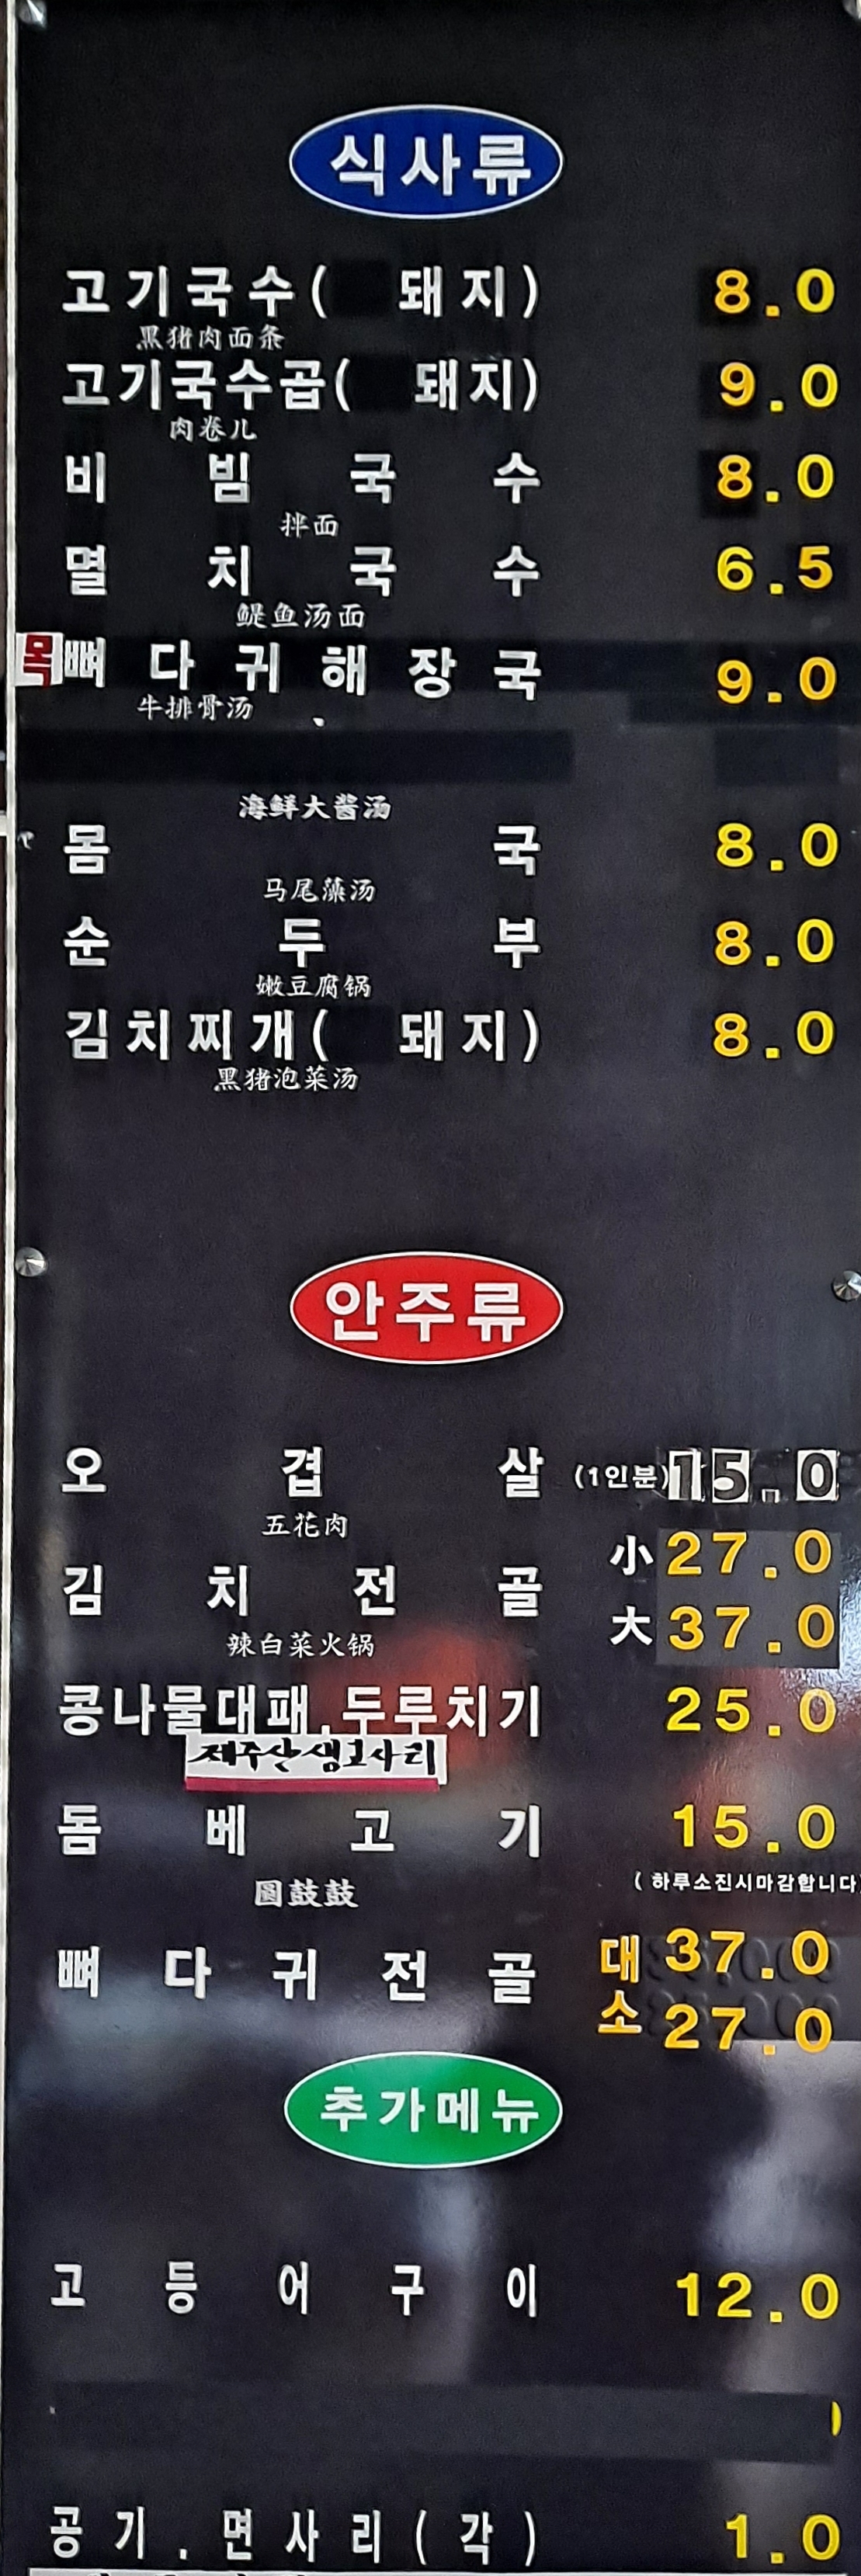 식사류
고기국수( 돼지) 8.0
黑猪肉面条
고기국수곱( 돼지) 9.0
肉卷儿
비빔국수 8.0
拌面
멸치국수 6.5
鳀鱼汤面
목뼈다귀해장국 9.0
牛排骨汤
海鲜大酱汤
몸국 8.0
马尾藻汤
순두부 8.0
嫩豆腐锅
김치찌개( 돼지) 8.0
黑猪泡菜汤
안주류
오겹살 (1인분) 15.0
五花肉
小 27.0
김치전골
大 37.0
辣白菜火锅
콩나물대패.두루치기 25.0
제주산생고사리
돔베고기 15.0
( 하루소진시마감합니다
圆鼓鼓
대 37.0
뼈다귀전골
소 27.0
추가메뉴
고등어구이 12.0
공기.면사리(각) 1.0